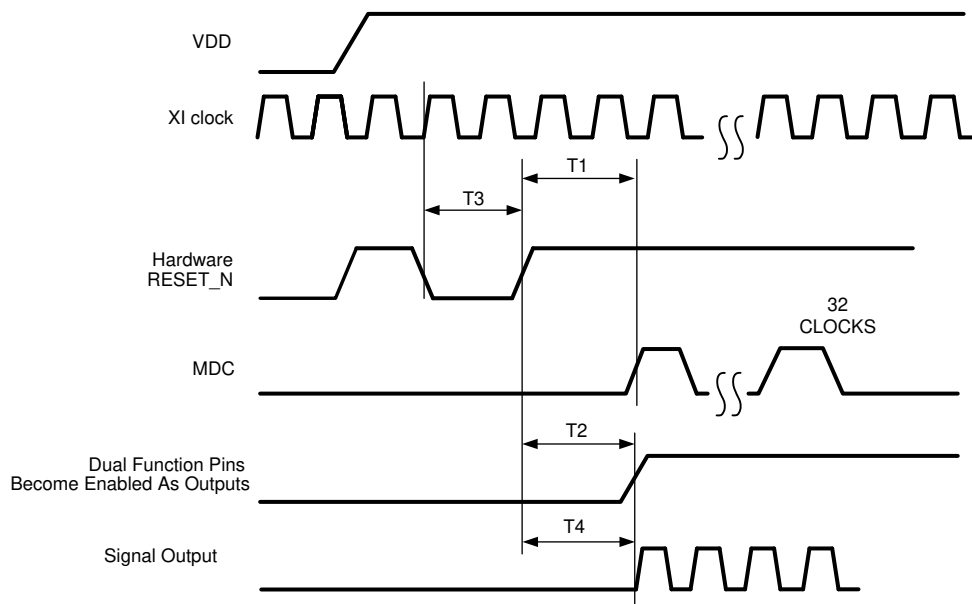 VDD
XI clock
T1
T3
Hardware
RESET_N
32
CLOCKS
MDC
T2
Dual Function Pins
Become Enabled As Outputs
T4
Signal Output